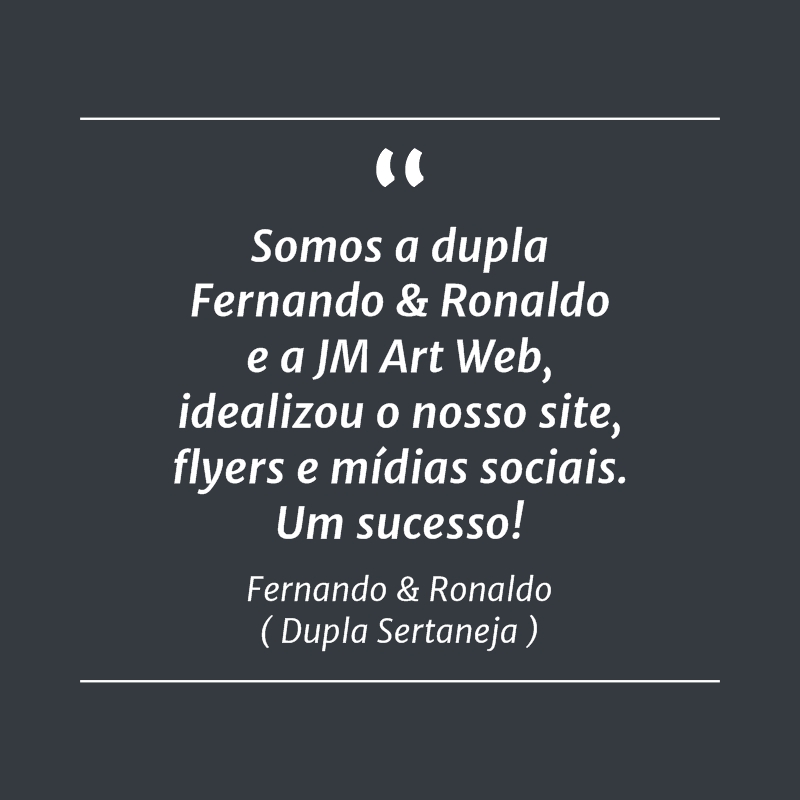 “
Somos a dupla
Fernando & Ronaldo
e a JM Art Web,
idealizou o nosso site,
flyers e mídias sociais.
Um sucesso!
Fernando & Ronaldo
( Dupla Sertaneja )